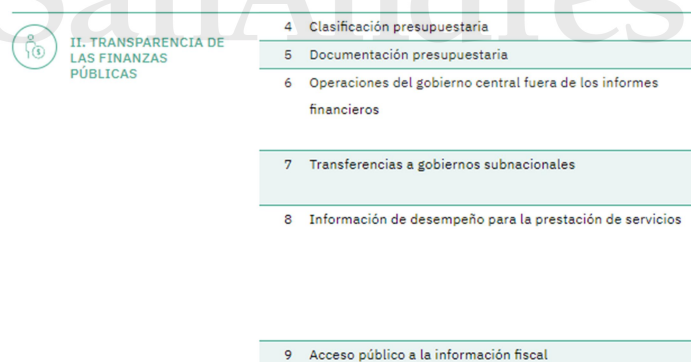 SanAndrés
II. TRANSPARENCIA DE
LAS FINANZAS
PÚBLICAS
4 Clasificación presupuestaria
5 Documentación presupuestaria
6 Operaciones del gobierno central fuera de los informes
financieros
7 Transferencias a gobiernos subnacionales
8 Información de desempeño para la prestación de servicios
9 Acceso público a la información fiscal